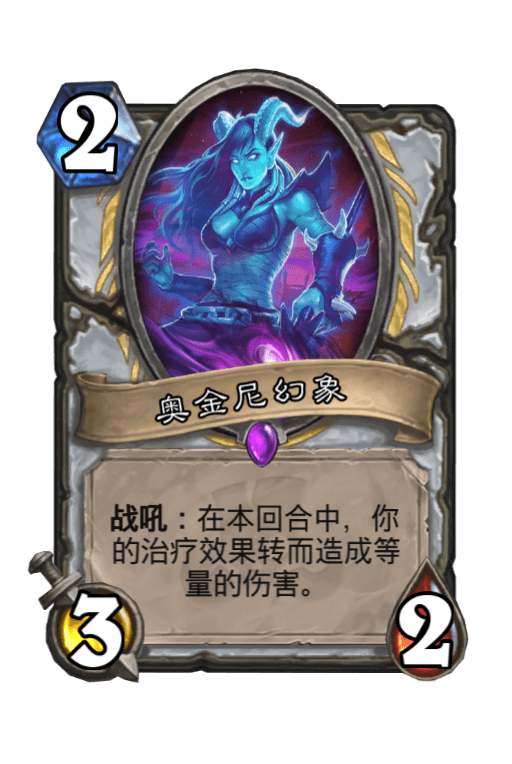 2
奥金尼幻象
战吼：在本回合中，你
的治疗效果转而造成等
量的伤害。
3
2